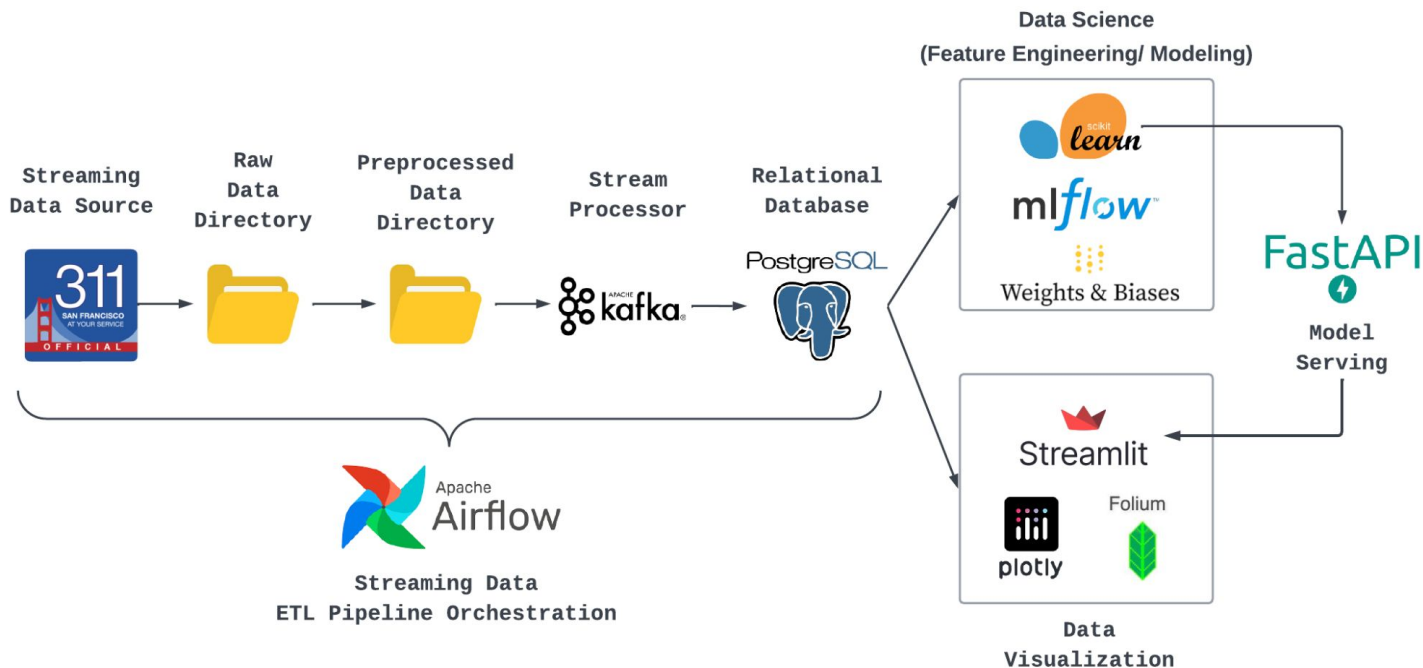 Data Science
(Feature Engineering/ Modeling)
Streaming
Data Source
Raw
Data
Directory
Preprocessed
Data
Directory
Stream
Processor
Relational
Database
311
SAN FRANCISCO
AT YOUR SERVICE
OFFICIAL
APACHE
kafka®
PostgreSQL
scikit
learn
mlflow™
Weights & Biases
FastAPI
Model
Serving
Streamlit
plotly
Folium
Data
Visualization
Apache
Airflow
Streaming Data
ETL Pipeline Orchestration